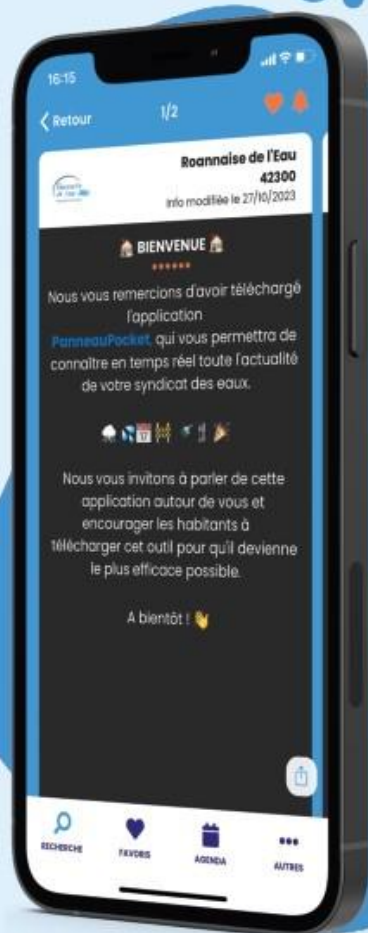 16:15
Retour
1/2
Roannaise de l'Eau
42300
Info modifiée le 27/10/2023
BIENVENUE
Nous vous remercions d'avoir téléchargé
l'application
PanneauPocket, qui vous permettra de
connaître en temps réel toute l'actualité
de votre syndicat des eaux.
Nous vous invitons à parler de cette
application autour de vous et
encourager les habitants à
télécharger cet outil pour qu'il devienne
le plus efficace possible.
A bientôt !
RECHERCHE
FAVORIS
AGENDA
AUTRES